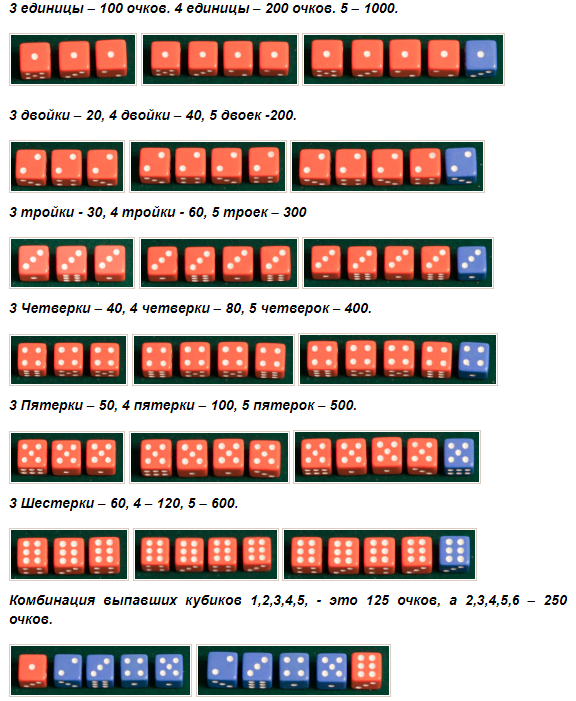 3 единицы – 100 очков. 4 единицы – 200 очков. 5 – 1000.
3 двойки – 20, 4 двойки – 40, 5 двоек -200.
3 тройки - 30, 4 тройки - 60, 5 троек – 300
3 Четверки – 40, 4 четверки – 80, 5 четверок – 400.
3 Пятерки – 50, 4 пятерки – 100, 5 пятерок – 500.
3 Шестерки – 60, 4 – 120, 5 – 600.
Комбинация выпавших кубиков 1,2,3,4,5, - это 125 очков, а 2,3,4,5,6 – 250
очков.